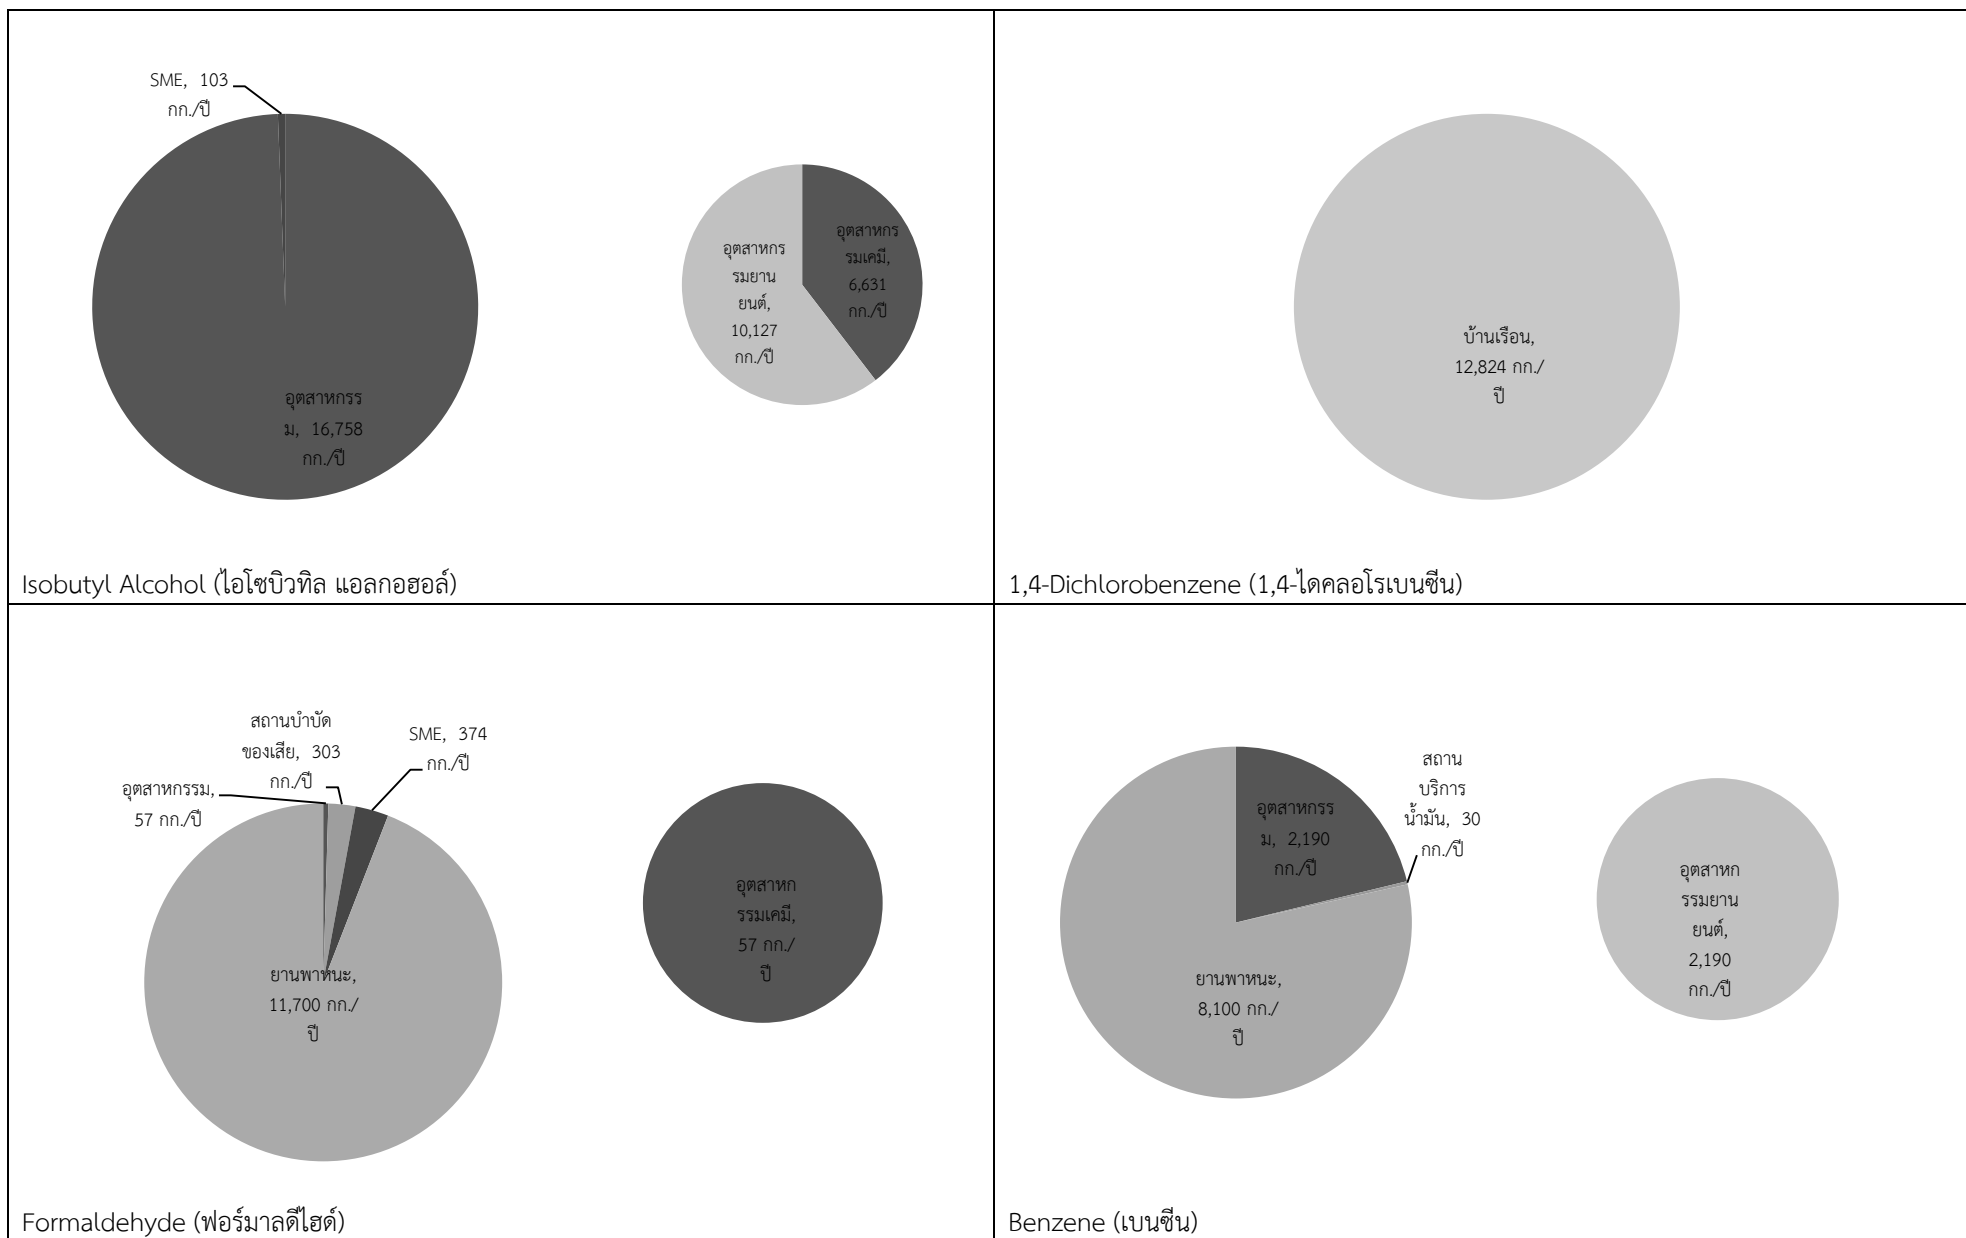 SME, 103
กก./ปี
อุตสาหกรร
ม, 16,758
กก./ปี
อุตสาหกร
รมยาน
ยนต์,
10,127
กก./ปี
อุตสาหกร
รมเคมี,
6,631
กก./ปี
Isobutyl Alcohol (ไอโซบิวทิล แอลกอฮอล์)
บ้านเรือน,
12,824 กก./
ปี
1,4-Dichlorobenzene (1,4-ไดคลอโรเบนซีน)
อุตสาหกรรม,
57 กก./ปี
สถานบำบัด
ของเสีย, 303
กก./ปี
SME, 374
กก./ปี
ยานพาหนะ,
11,700 กก./
ปี
อุตสาหก
รรมเคมี,
57 กก./
ปี
Formaldehyde (ฟอร์มาลดีไฮด์)
อุตสาหกรร
ม, 2,190
กก./ปี
สถาน
บริการ
น้ำมัน, 30
กก./ปี
ยานพาหนะ,
8,100 กก./
ปี
อุตสาหก
รรมยาน
ยนต์,
2,190
กก./ปี
Benzene (เบนซีน)